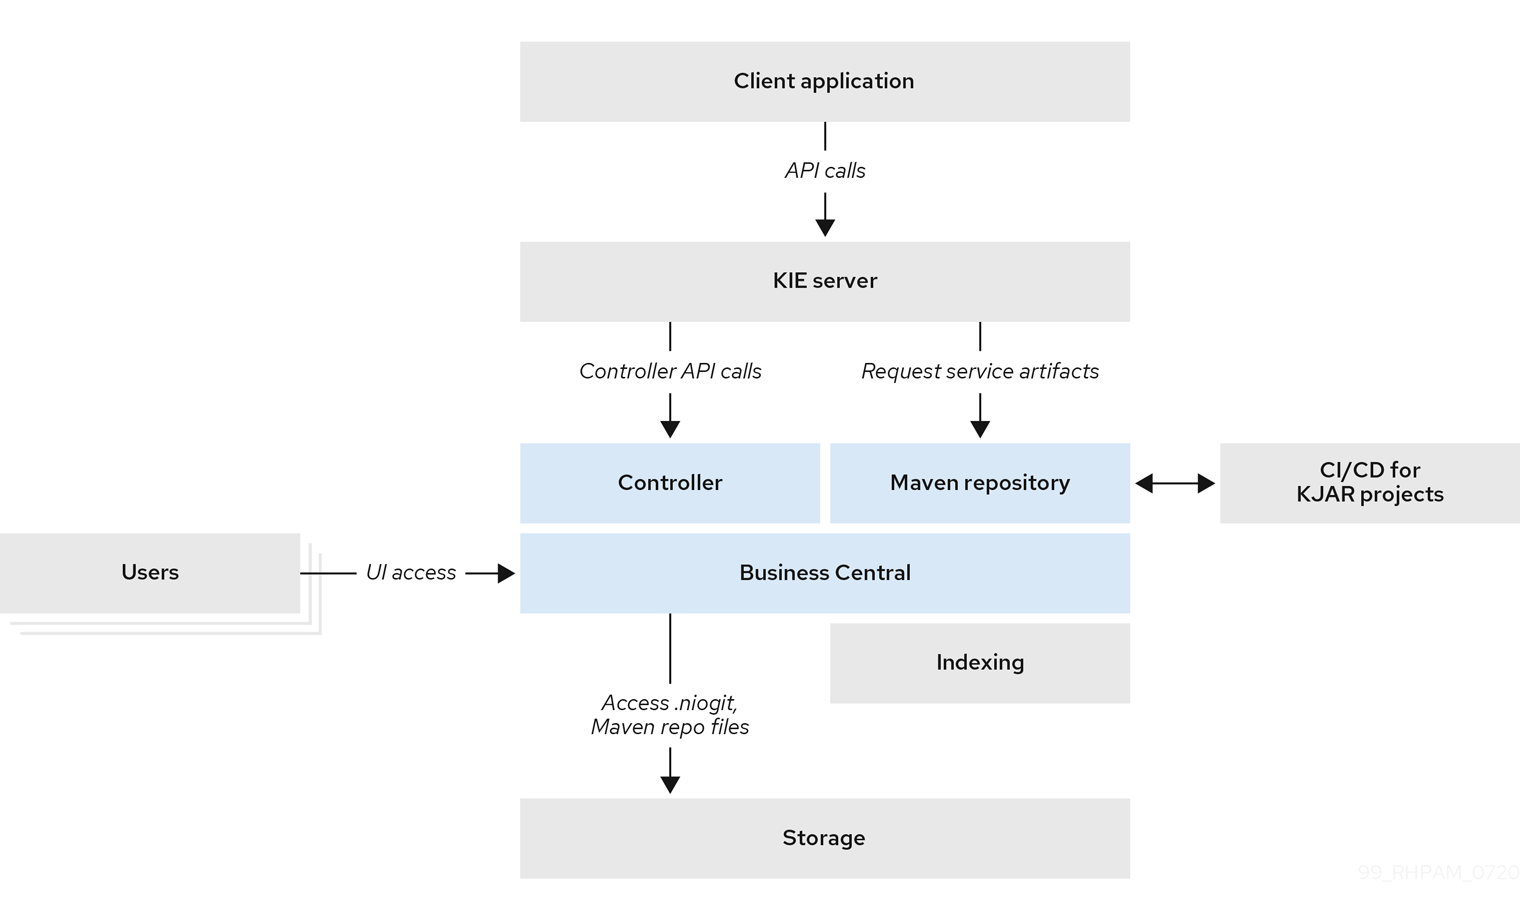 Client application
API calls
KIE server
Controller API calls
Request service artifacts
Controller
Maven repository
CI/CD for
KJAR projects
Users
UI access
Business Central
Indexing
Access .niogit,
Maven repo files
Storage
99_RHPAM_0720